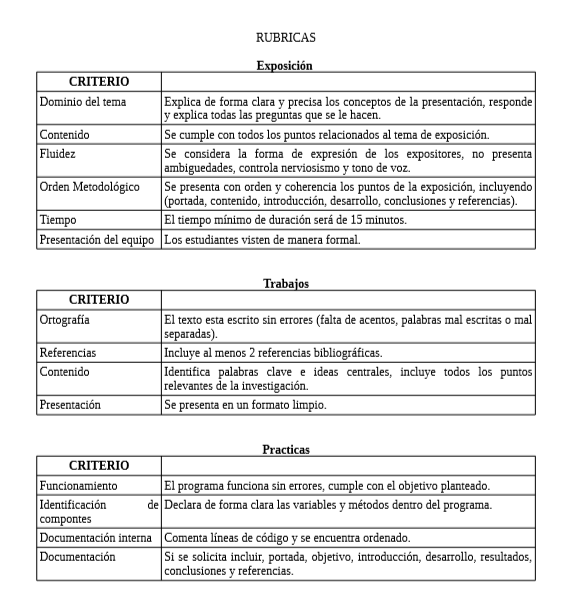 RUBRICAS
Exposición
CRITERIO
Dominio del tema
Explica de forma clara y precisa los conceptos de la presentación, responde
y explica todas las preguntas que se le hacen.
Contenido
Se cumple con todos los puntos relacionados al tema de exposición.
Fluidez
Se considera la forma de expresión de los expositores, no presenta
ambiguedades, controla nerviosismo y tono de voz.
Orden Metodológico
Se presenta con orden y coherencia los puntos de la exposición, incluyendo
(portada, contenido, introducción, desarrollo, conclusiones y referencias).
Tiempo
El tiempo mínimo de duración será de 15 minutos.
Presentación del equipo
Los estudiantes visten de manera formal.
Trabajos
CRITERIO
Ortografía
El texto esta escrito sin errores (falta de acentos, palabras mal escritas o mal
separadas).
Referencias
Incluye al menos 2 referencias bibliográficas.
Contenido
Identifica palabras clave e ideas centrales, incluye todos los puntos
relevantes de la investigación.
Presentación
Se presenta en un formato limpio.
Practicas
CRITERIO
Funcionamiento
El programa funciona sin errores, cumple con el objetivo planteado.
Identificación de
compontes
Declara de forma clara las variables y métodos dentro del programa.
Documentación interna
Comenta líneas de código y se encuentra ordenado.
Documentación
Si se solicita incluir, portada, objetivo, introducción, desarrollo, resultados,
conclusiones y referencias.